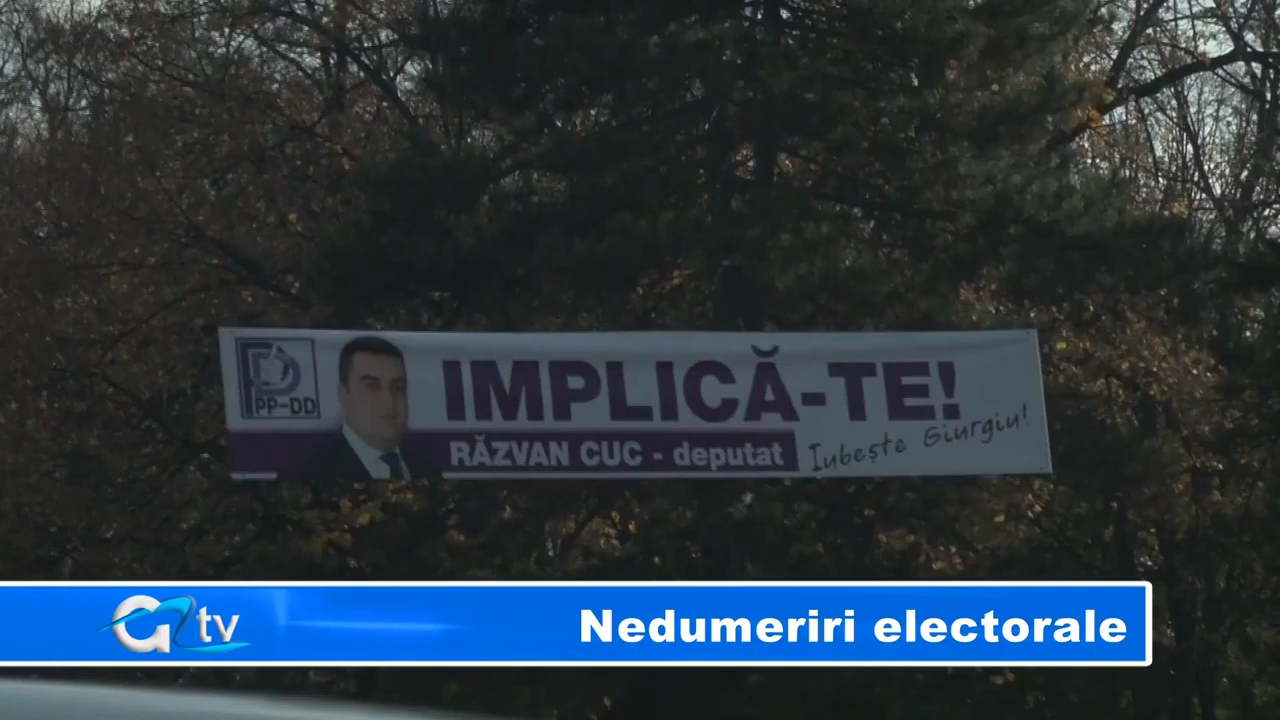 PP-DD
IMPLICĂ-TE!
RĂZVAN CUC - deputat
Iubește Giurgiu!
tv
Nedumeriri electorale